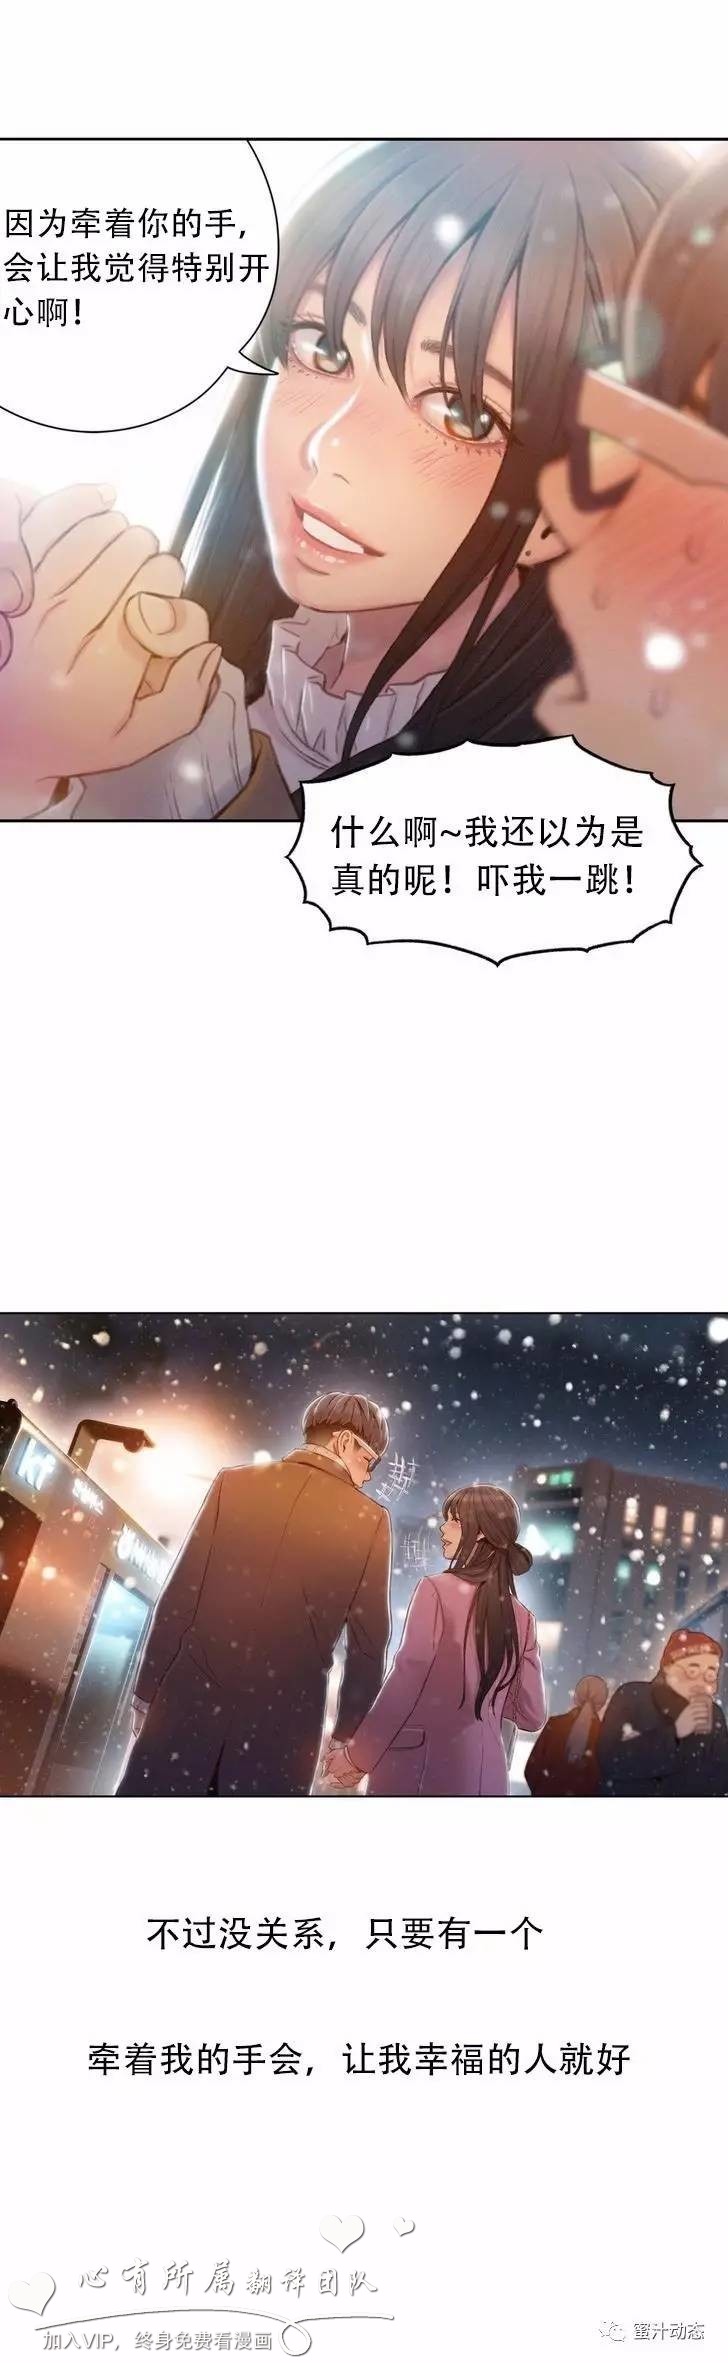 因为牵着你的手，
会让我觉得特别开
心啊！
什么啊~我还以为是
真的呢！吓我一跳！
不过没关系，只要有一个
牵着我的手会，让我幸福的人就好
心有所属翻译团队
加入VIP，终身免费看漫画
蜜汁动态